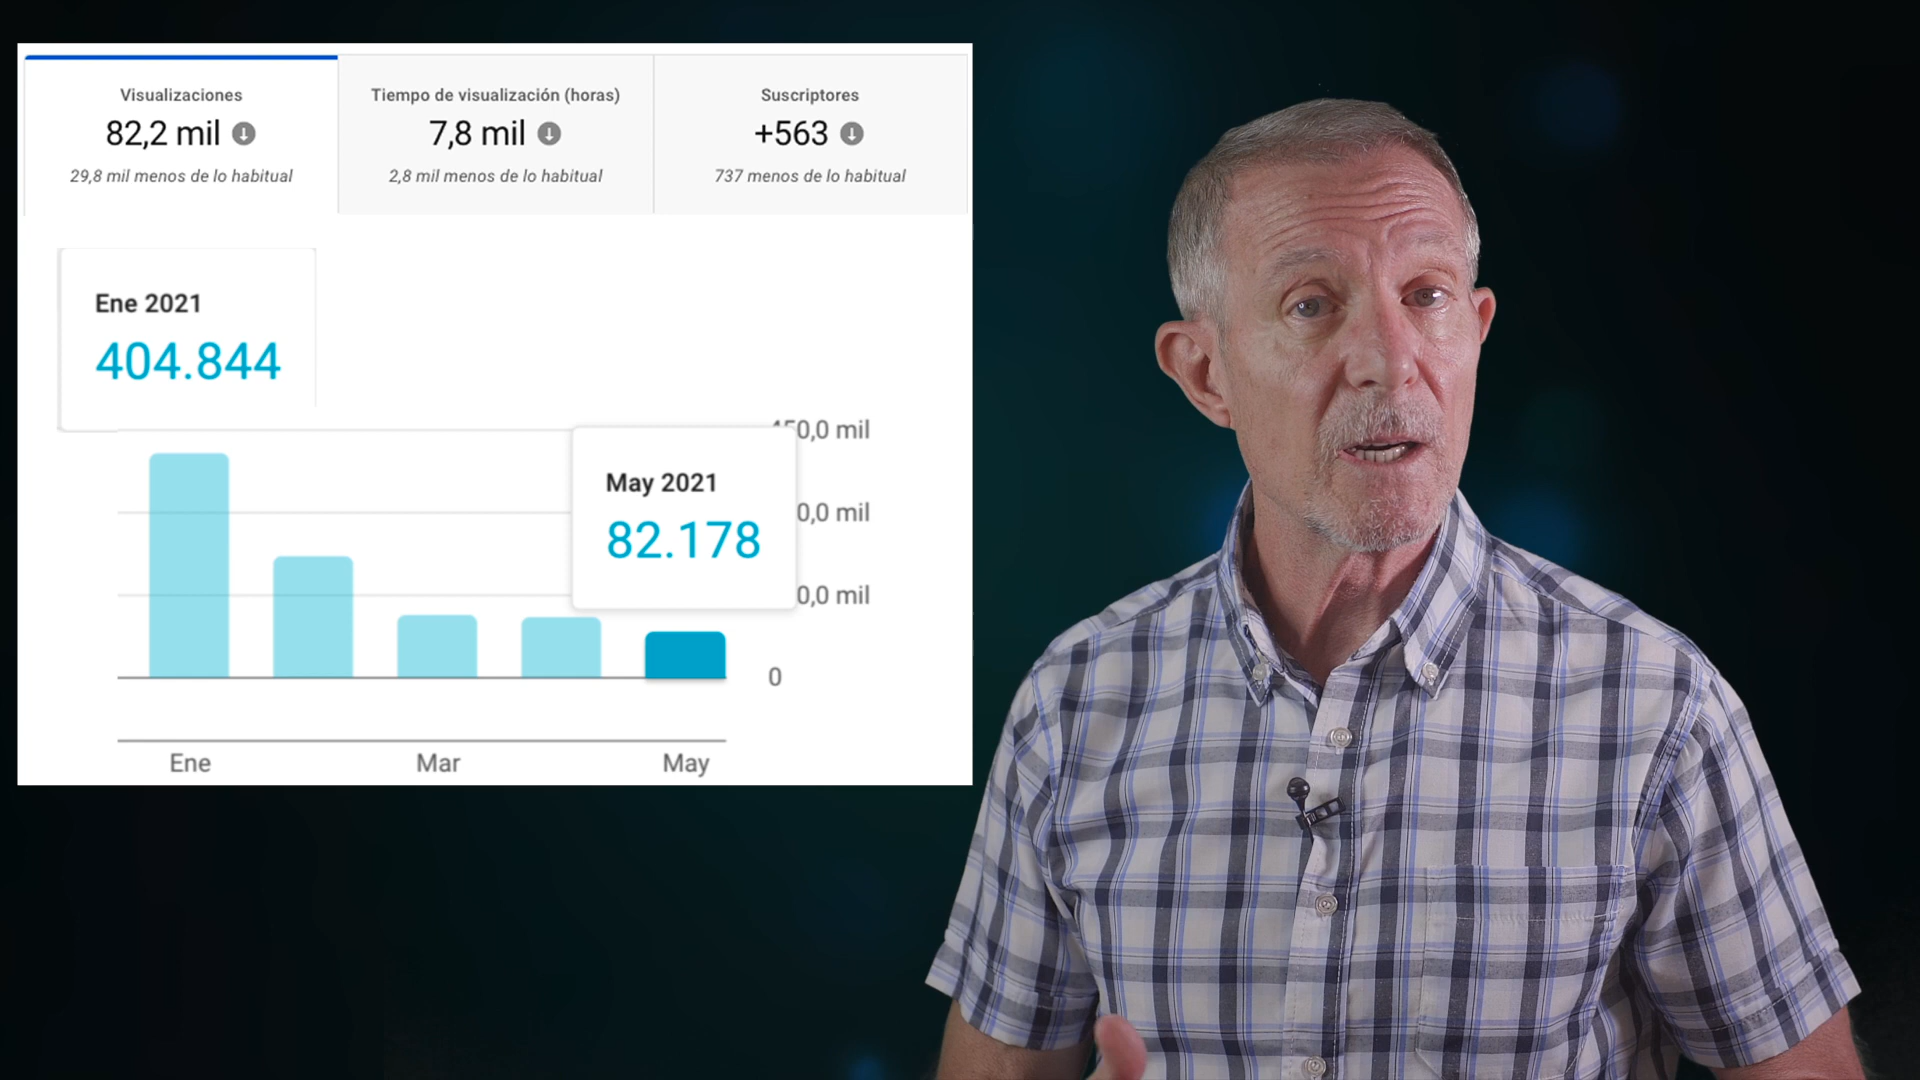 Visualizaciones
82,2 mil
29,8 mil menos de lo habitual
Tiempo de visualización (horas)
7,8 mil
2,8 mil menos de lo habitual
Suscriptores
+563
737 menos de lo habitual
Ene 2021
404.844
May 2021
82.178
0,0 mil
0,0 mil
0,0 mil
0
Ene
Mar
May